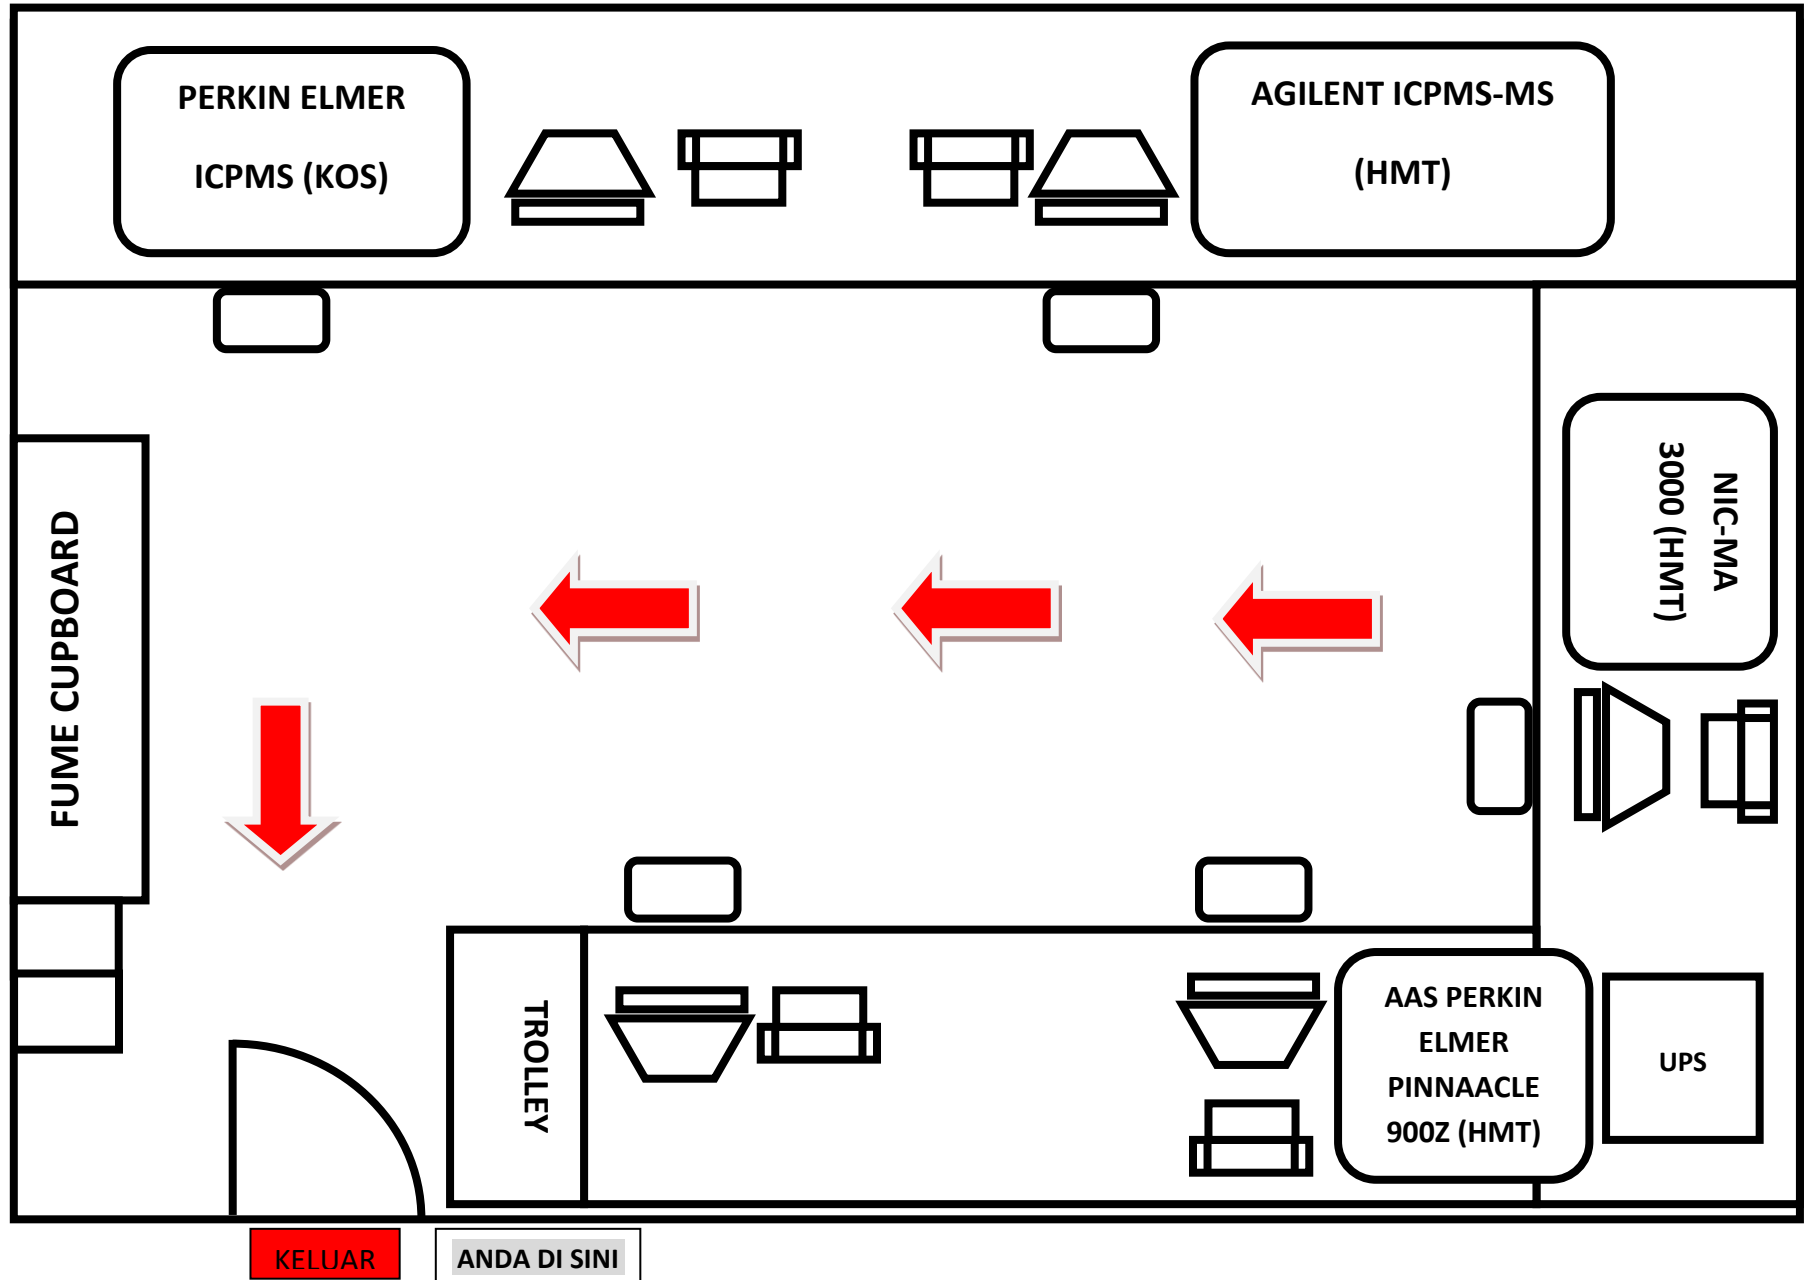 PERKIN ELMER
ICPMS (KOS)
AGILENT ICPMS-MS
(HMT)
NIC-MA
3000 (HMT)
FUME CUPBOARD
TROLLEY
AAS PERKIN
ELMER
PINNAACLE
900Z (HMT)
UPS
KELUAR
ANDA DI SINI